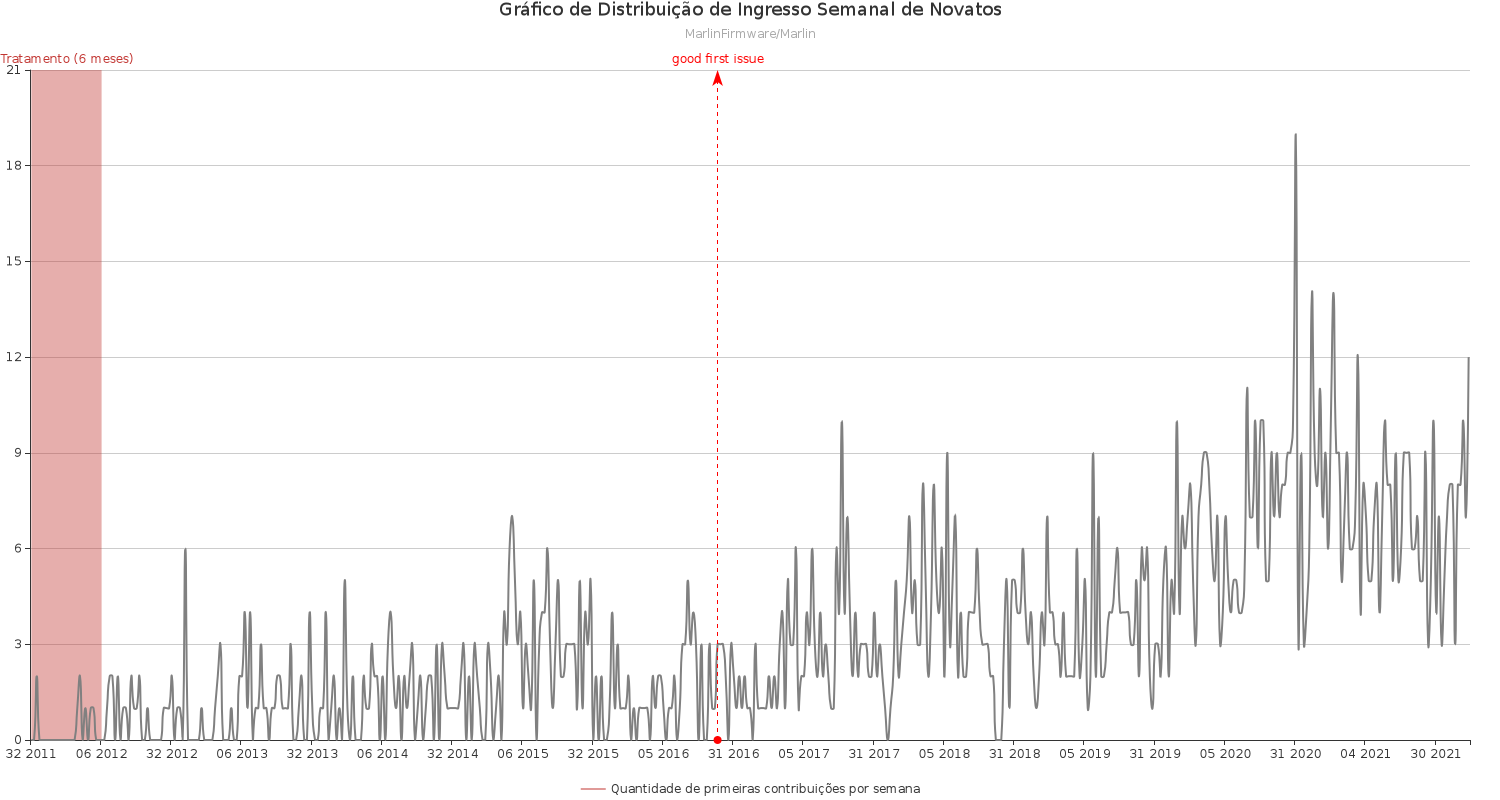 Gráfico de Distribuição de Ingresso Semanal de Novatos
MarlinFirmware/Marlin
Tratamento (6 meses)
good first issue
21
18
15
12
9
6
3
0
32 2011 06 2012 32 2012 06 2013 32 2013 06 2014 32 2014 06 2015 32 2015 05 2016 31 2016 05 2017 31 2017 05 2018 31 2018 05 2019 31 2019 05 2020 31 2020 04 2021 30 2021
Quantidade de primeiras contribuições por semana